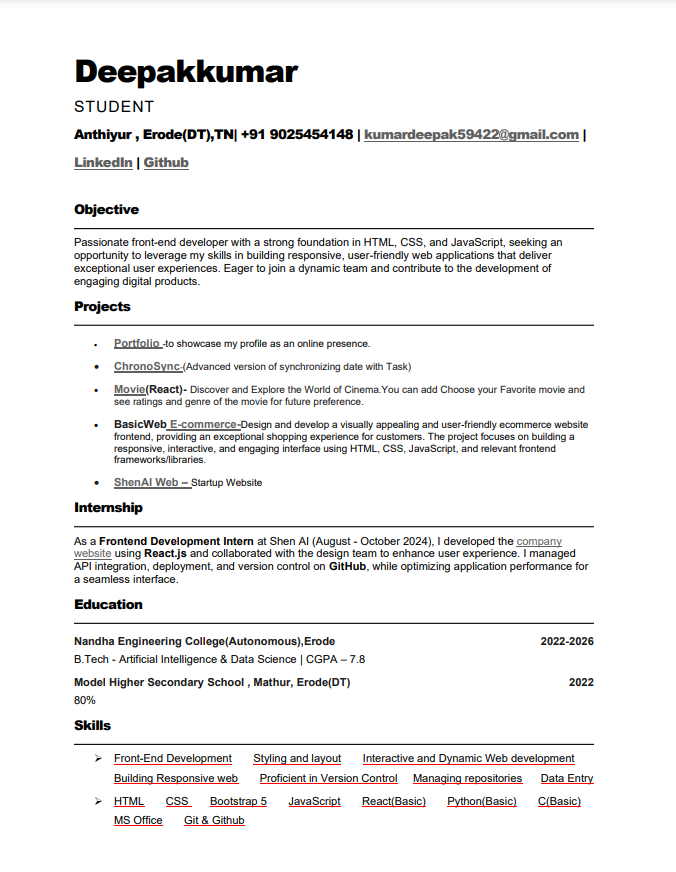 Deepakkumar
STUDENT
Anthiyur , Erode(DT),TN| +91 9025454148 | kumardeepak59422@gmail.com |
LinkedIn | Github
Objective
Passionate front-end developer with a strong foundation in HTML, CSS, and JavaScript, seeking an
opportunity to leverage my skills in building responsive, user-friendly web applications that deliver
exceptional user experiences. Eager to join a dynamic team and contribute to the development of
engaging digital products.
Projects
• Portfolio -to showcase my profile as an online presence.
• ChronoSync-(Advanced version of synchronizing date with Task)
• Movie(React)- Discover and Explore the World of Cinema.You can add Choose your Favorite movie and
see ratings and genre of the movie for future preference.
• BasicWeb E-commerce-Design and develop a visually appealing and user-friendly ecommerce website
frontend, providing an exceptional shopping experience for customers. The project focuses on building a
responsive, interactive, and engaging interface using HTML, CSS, JavaScript, and relevant frontend
frameworks/libraries.
• ShenAI Web – Startup Website
Internship
As a Frontend Development Intern at Shen AI (August - October 2024), I developed the company
website using React.js and collaborated with the design team to enhance user experience. I managed
API integration, deployment, and version control on GitHub, while optimizing application performance for
a seamless interface.
Education
Nandha Engineering College(Autonomous),Erode 2022-2026
B.Tech - Artificial Intelligence & Data Science | CGPA – 7.8
Model Higher Secondary School , Mathur, Erode(DT) 2022
80%
Skills
➢ Front-End Development Styling and layout Interactive and Dynamic Web development
Building Responsive web Proficient in Version Control Managing repositories Data Entry
➢ HTML CSS Bootstrap 5 JavaScript React(Basic) Python(Basic) C(Basic)
MS Office Git & Github